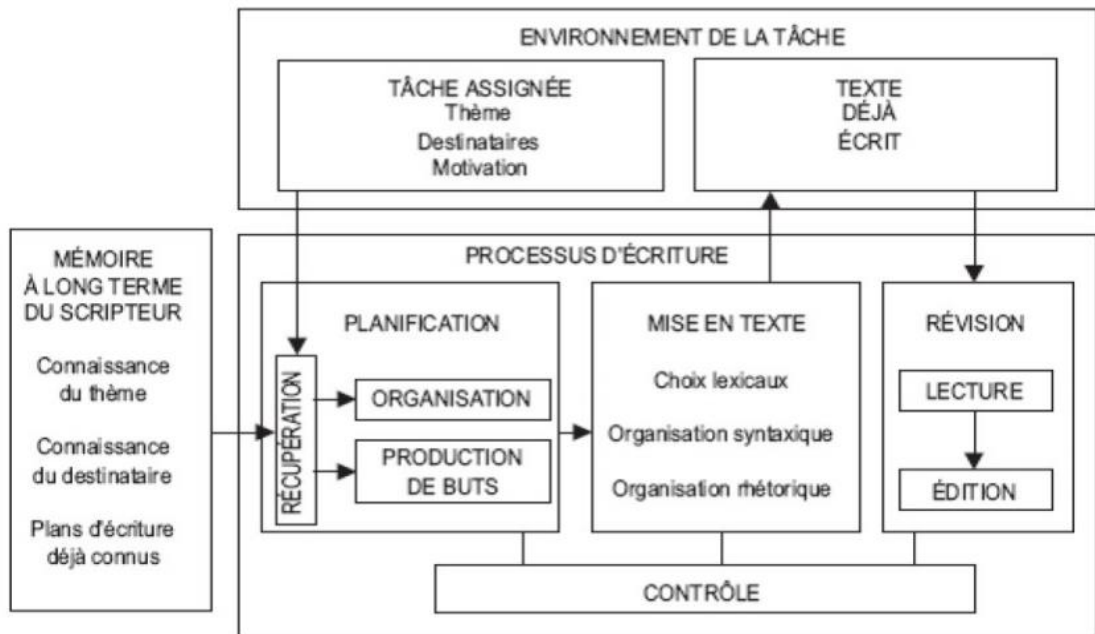 ENVIRONNEMENT DE LA TÂCHE
TÂCHE ASSIGNÉE
Thème
Destinataires
Motivation
TEXTE
DÉJÀ
ÉCRIT
MÉMOIRE
À LONG TERME
DU SCRIPTEUR
Connaissance
du thème
Connaissance
du destinataire
Plans d'écriture
déjà connus
PROCESSUS D'ÉCRITURE
PLANIFICATION
RÉCUPÉRATION
ORGANISATION
PRODUCTION
DE BUTS
MISE EN TEXTE
Choix lexicaux
Organisation syntaxique
Organisation rhétorique
RÉVISION
LECTURE
ÉDITION
CONTRÔLE